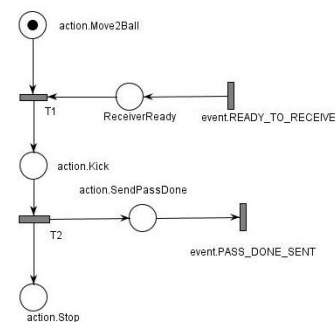 action.Move2Ball
T1
ReceiverReady
event.READY_TO_RECEIVE
action.Kick
action.SendPassDone
T2
event.PASS_DONE_SENT
action.Stop